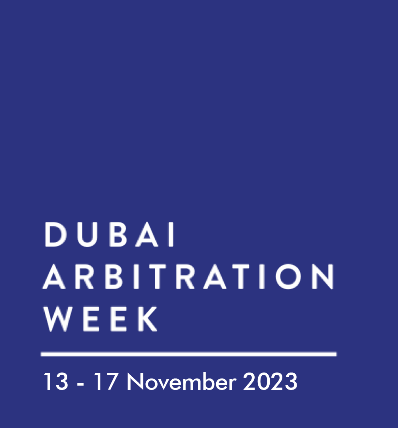 DUBAI
ARBITRATION
WEEK
13 - 17 November 2023